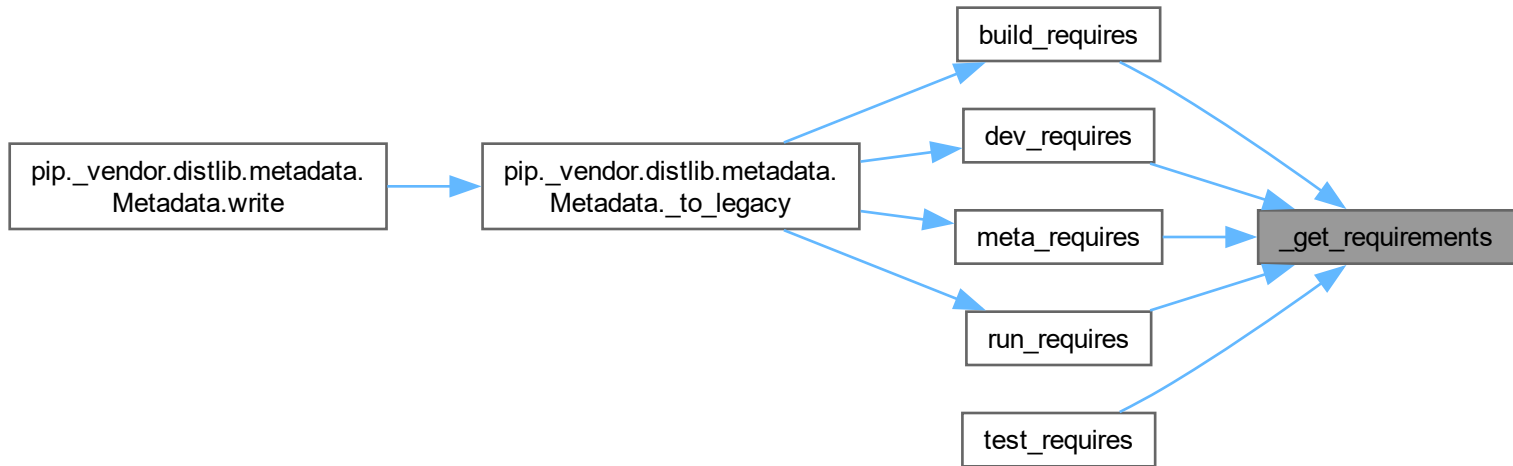 build_requires
dev_requires
pip._vendor.distlib.metadata.
Metadata.write
pip._vendor.distlib.metadata.
Metadata._to_legacy
meta_requires
_get_requirements
run_requires
test_requires